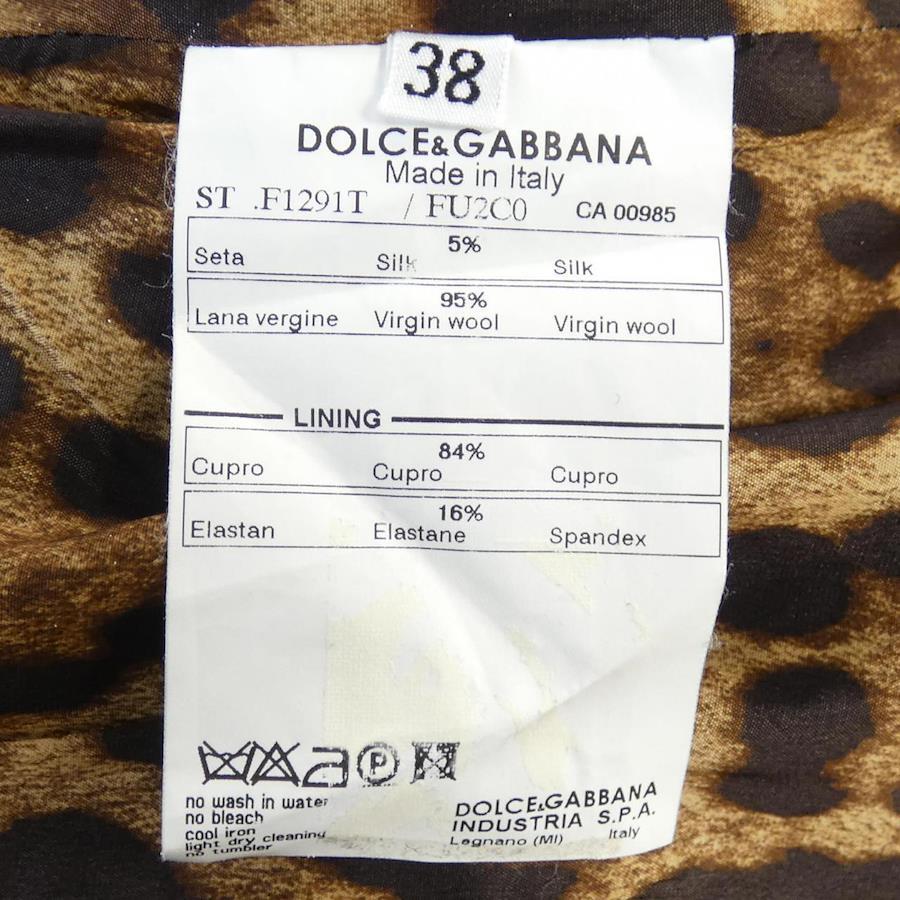 38
DOLCE&GABBANA
Made in Italy
ST .F1291T / FU2C0 CA 00985
5%
Seta Silk Silk
95%
Lana vergine Virgin wool Virgin wool
LINING
84%
Cupro Cupro Cupro
16%
Elastan Elastane Spandex
P
no wash in water
no bleach
cool iron
light dry cleaning
no tumbler
DOLCE&GABBANA
INDUSTRIA S.P.A.
Legnano (MI) Italy